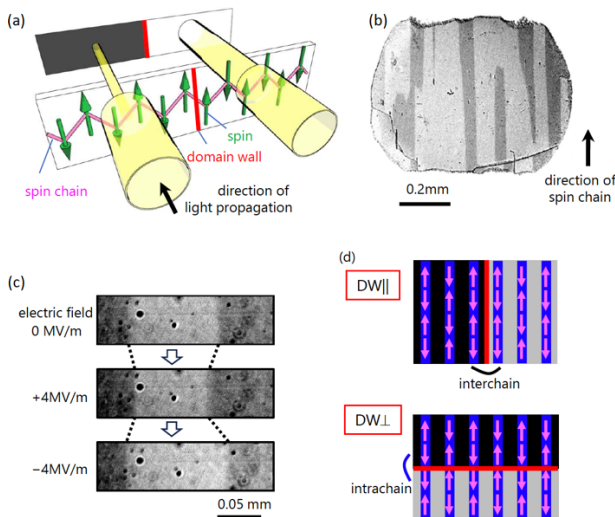 (a)
spin
domain wall
spin chain
direction of
light propagation
(b)
0.2mm
direction of
spin chain
(c)
electric field
0 MV/m
+4MV/m
−4MV/m
0.05 mm
(d)
DW||
interchain
DW⊥
intrachain